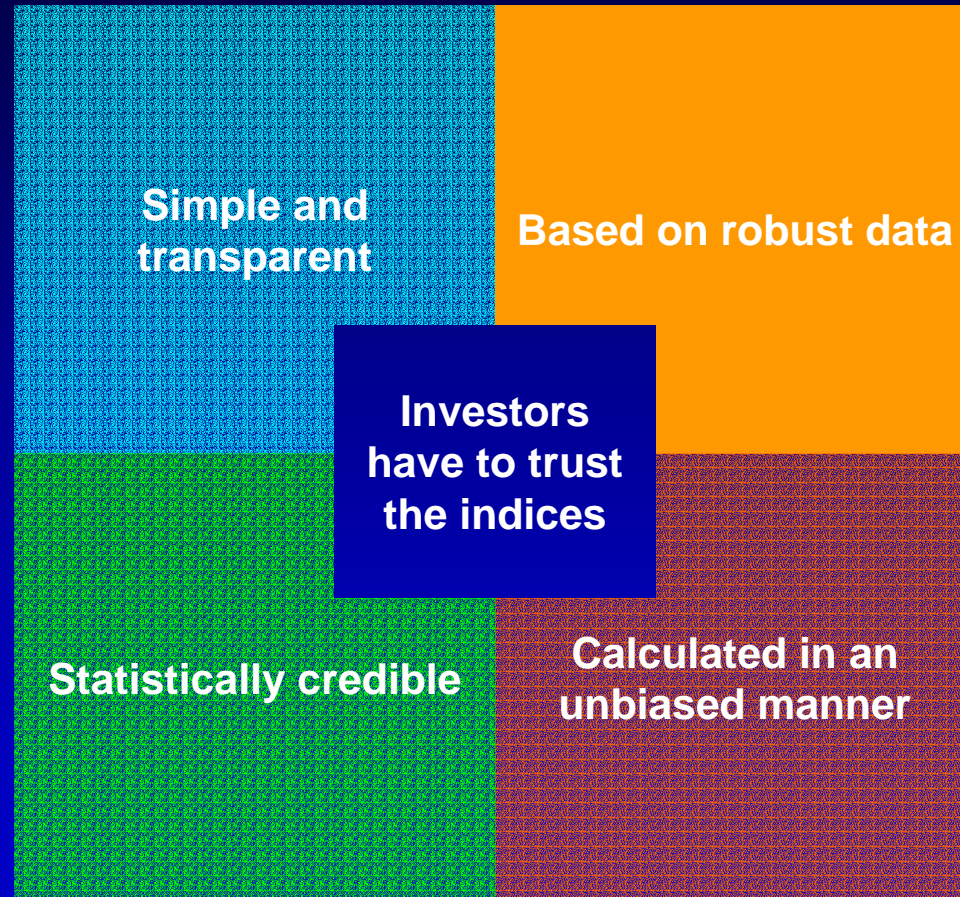 Simple and
transparent
Based on robust data
Investors
have to trust
the indices
Statistically credible
Calculated in an
unbiased manner